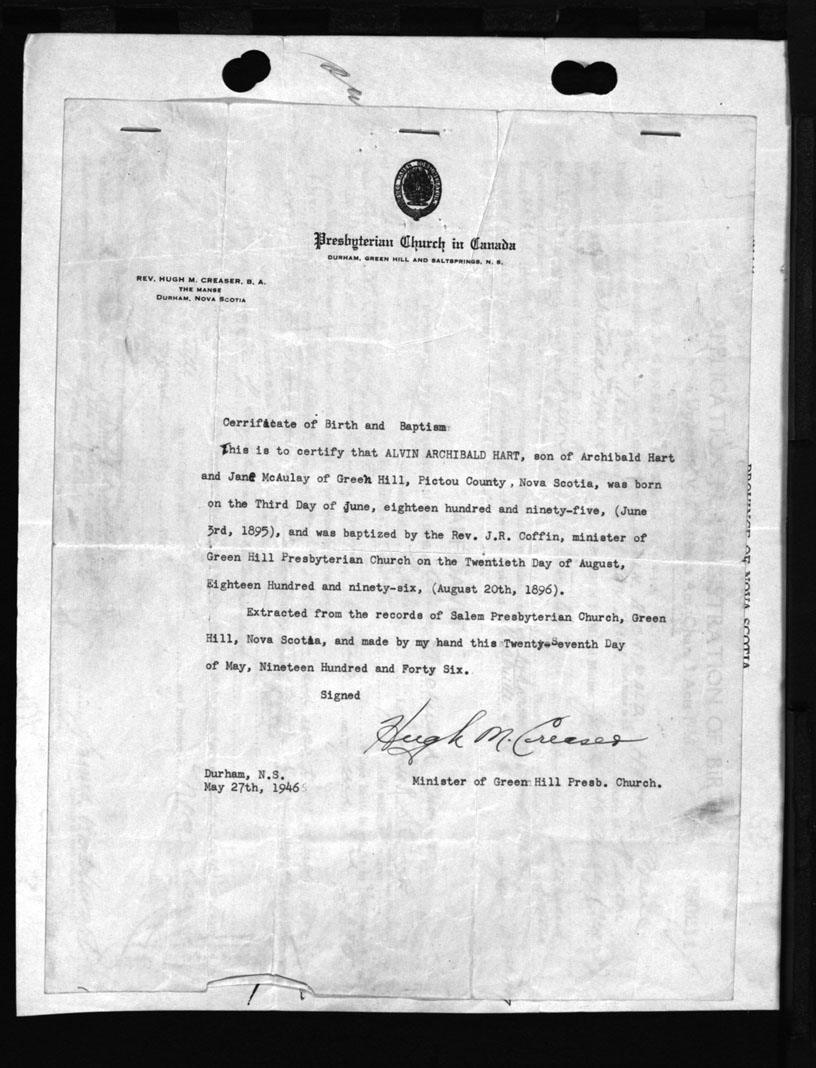 Presbyterian Church in Canada
DURHAM, GREEN HILL AND SALTSPRINGS, N. S.
REV. HUGH M. CREASER, B. A.
THE MANSE
DURHAM, NOVA SCOTIA
Cerrificate of Birth and Baptism
This is to certify that ALVIN ARCHIBALD HART, son of Archibald Hart
and Jane McAulay of Green Hill, Pictou County, Nova Scotia, was born
on the Third Day of June, eighteen hundred and ninety-five, (June
3rd, 1895), and was baptized by the Rev. J.R. Coffin, minister of
Green Hill Presbyterian Church on the Twentieth Day of August,
Eighteen Hundred and ninety-six, (August 20th, 1896).
Extracted from the records of Salem Presbyterian Church, Green
Hill, Nova Scotia, and made by my hand this Twenty-Seventh Day
of May, Nineteen Hundred and Forty Six.
Signed
Hugh M. Creaser
Durham, N.S.
May 27th, 1946
Minister of Green Hill Presb. Church.
PROVINCE OF NOVA SCOTIA